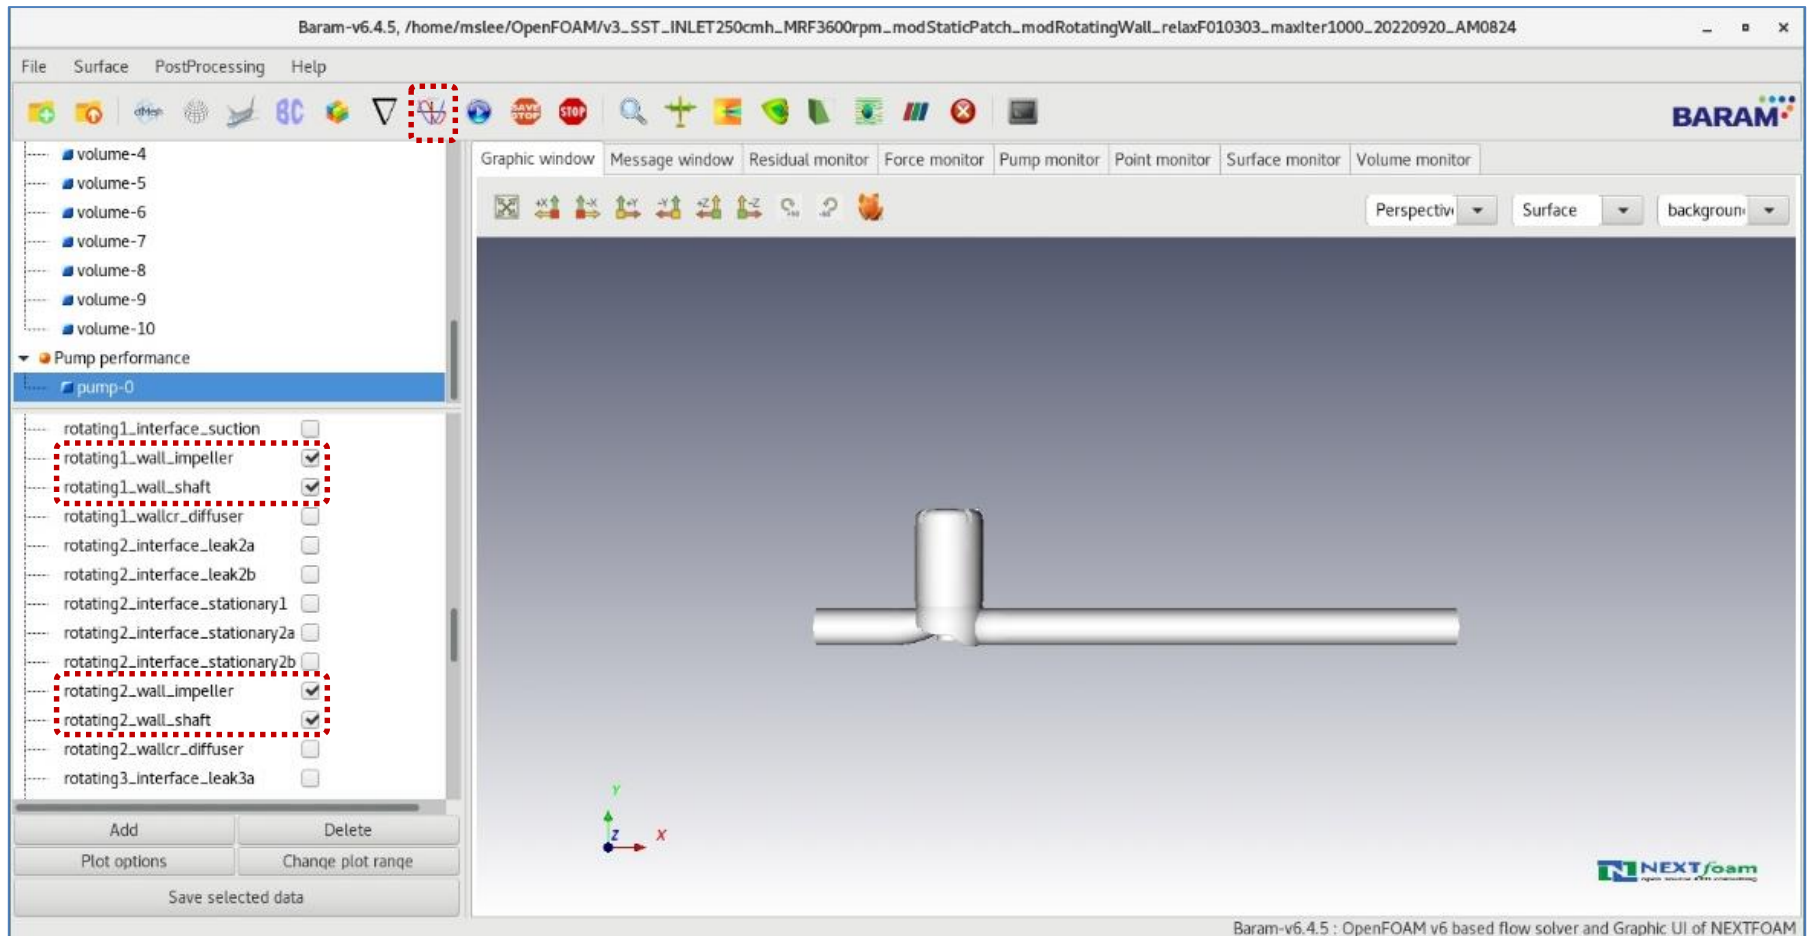 Baram-v6.4.5, /home/mslee/OpenFOAM/v3_SST_INLET250cmh_MRF3600rpm_modStaticPatch_modRotatingWall_relaxF010303_maxIter1000_20220920_AM0824
File Surface PostProcessing Help
BC SAVE STOP STOP
BARAM
volume-4
volume-5
volume-6
volume-7
volume-8
volume-9
volume-10
Pump performance
pump-0
Graphic window Message window Residual monitor Force monitor Pump monitor Point monitor Surface monitor Volume monitor
+X -X +Y -Y +Z -Z
Perspectiv Surface backgroun
rotating1_interface_suction
rotating1_wall_impeller
rotating1_wall_shaft
rotating1_wallcr_diffuser
rotating2_interface_leak2a
rotating2_interface_leak2b
rotating2_interface_stationary1
rotating2_interface_stationary2a
rotating2_interface_stationary2b
rotating2_wall_impeller
rotating2_wall_shaft
rotating2_wallcr_diffuser
rotating3_interface_leak3a
Add Delete
Plot options Change plot range
Save selected data
Y
Z X
NEXTfoam
Baram-v6.4.5 : OpenFOAM v6 based flow solver and Graphic UI of NEXTFOAM